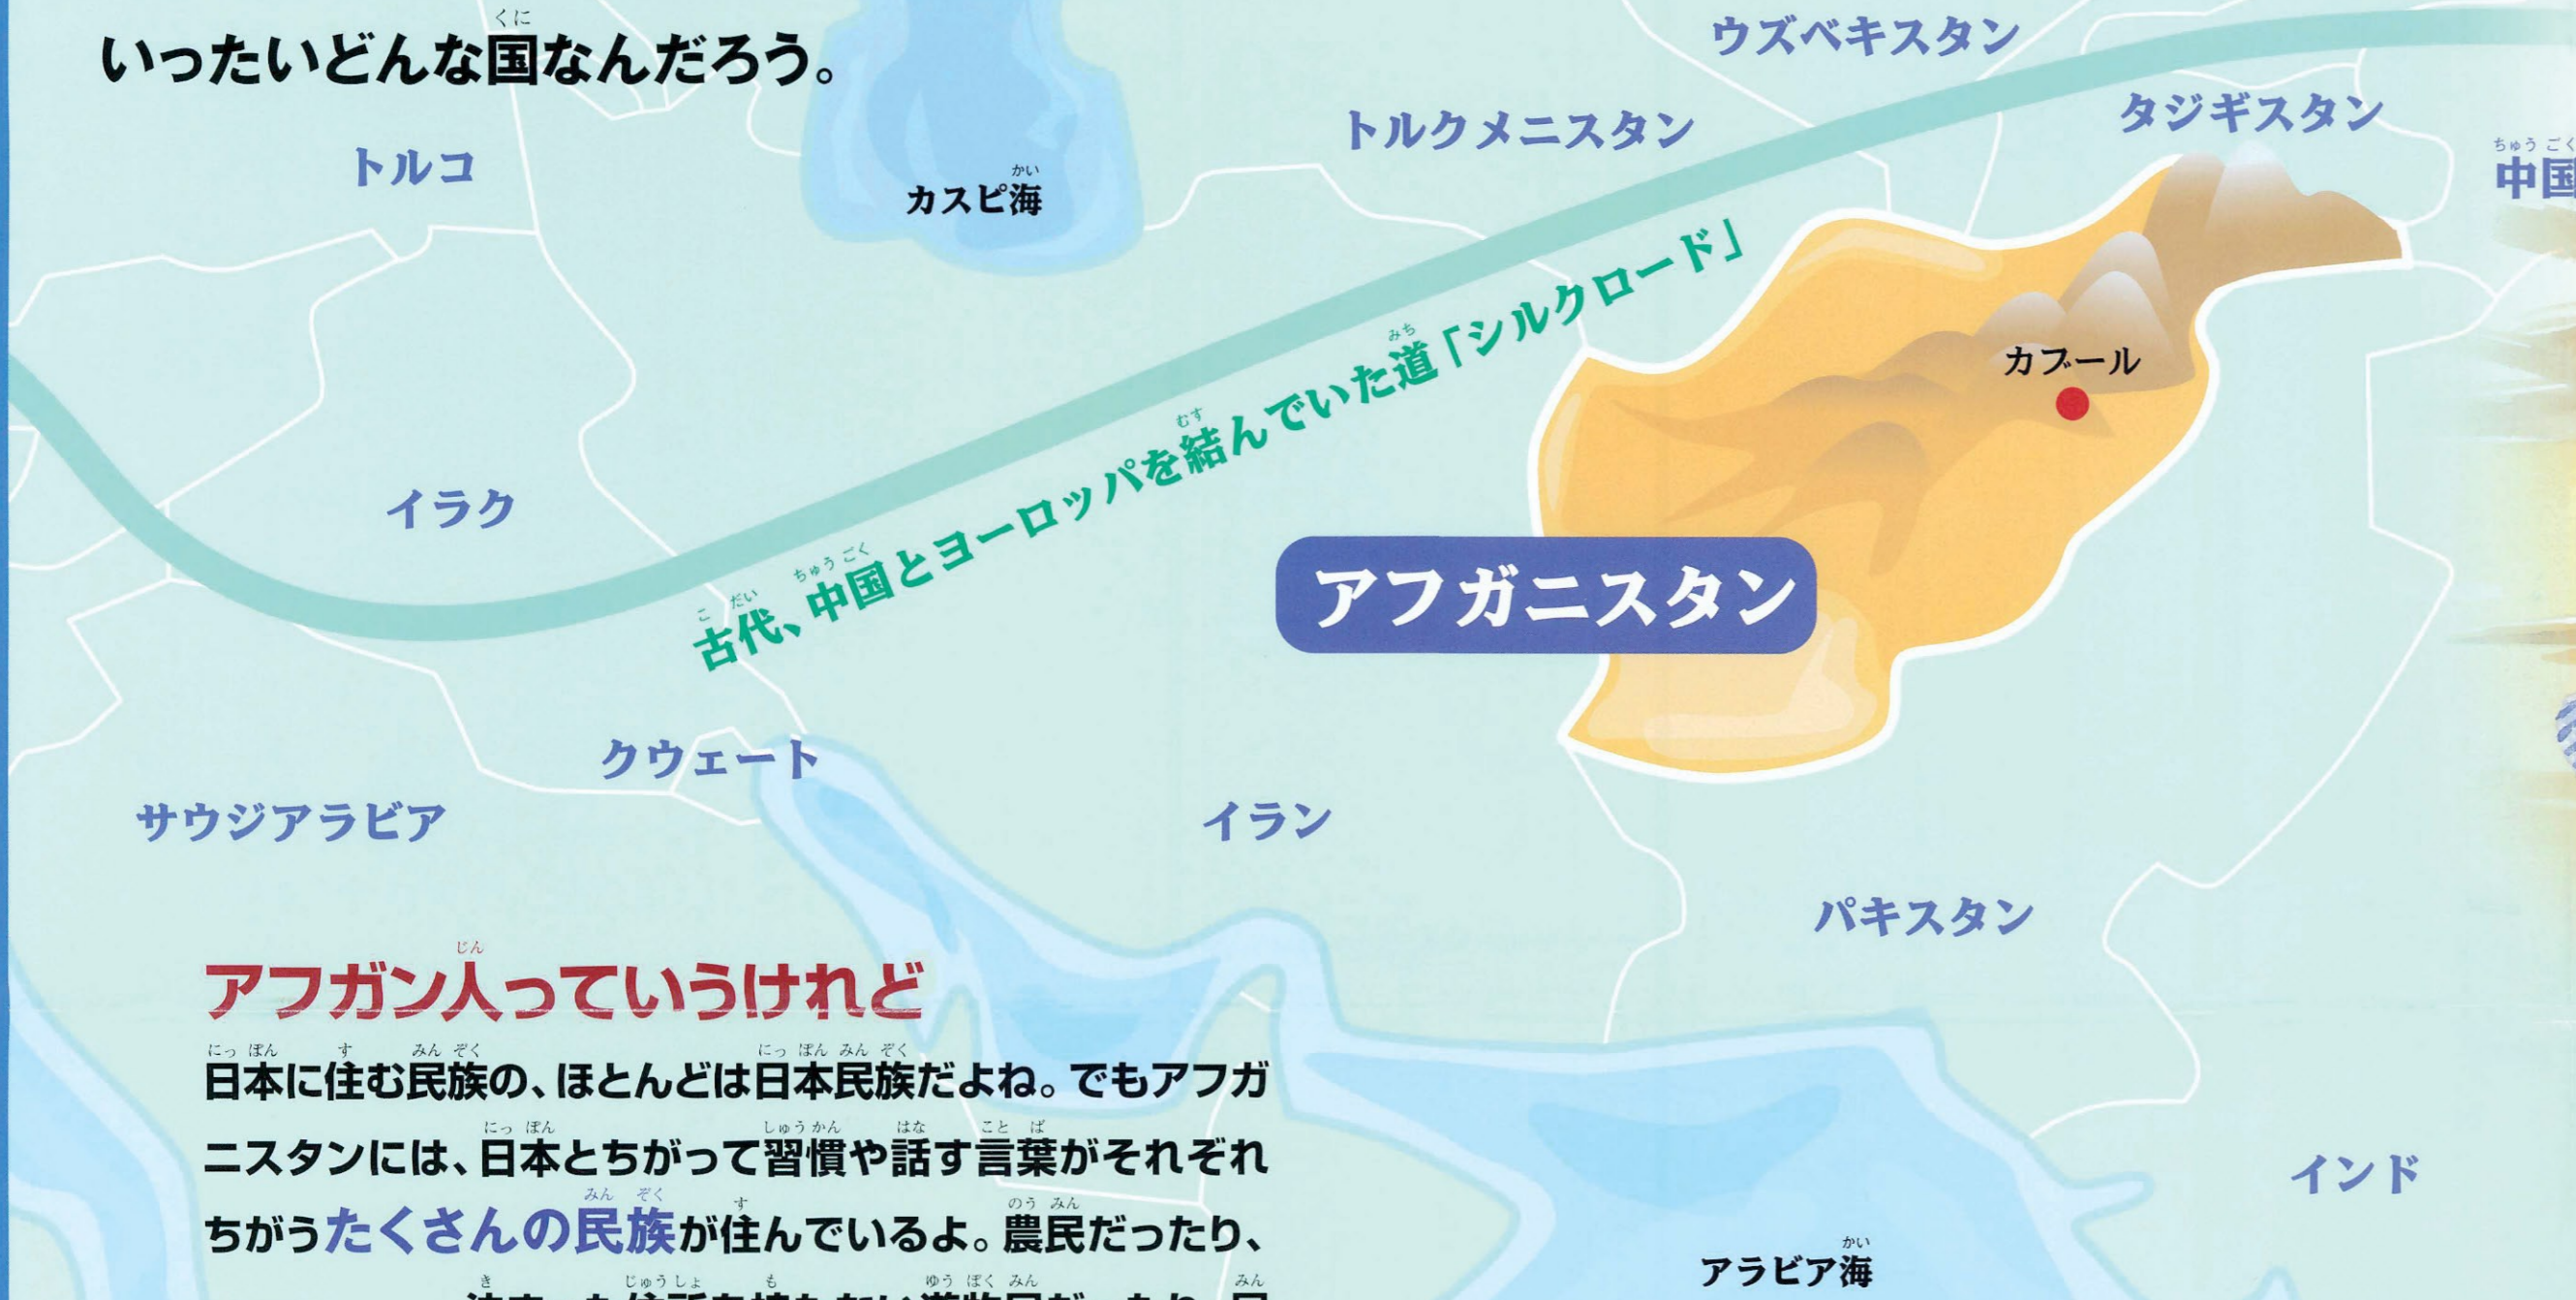 いったいどんな国なんだろう。
ウズベキスタン
トルクメニスタン
タジギスタン
中国
トルコ
カスピ海
古代、中国とヨーロッパを結んでいた道「シルクロード」
カブール
イラク
アフガニスタン
クウェート
サウジアラビア
イラン
パキスタン
アフガン人っていうけれど
日本に住む民族の、ほとんどは日本民族だよね。でもアフガ
ニスタンには、日本とちがって習慣や話す言葉がそれぞれ
ちがうたくさんの民族が住んでいるよ。農民だったり、
インド
アラビア海